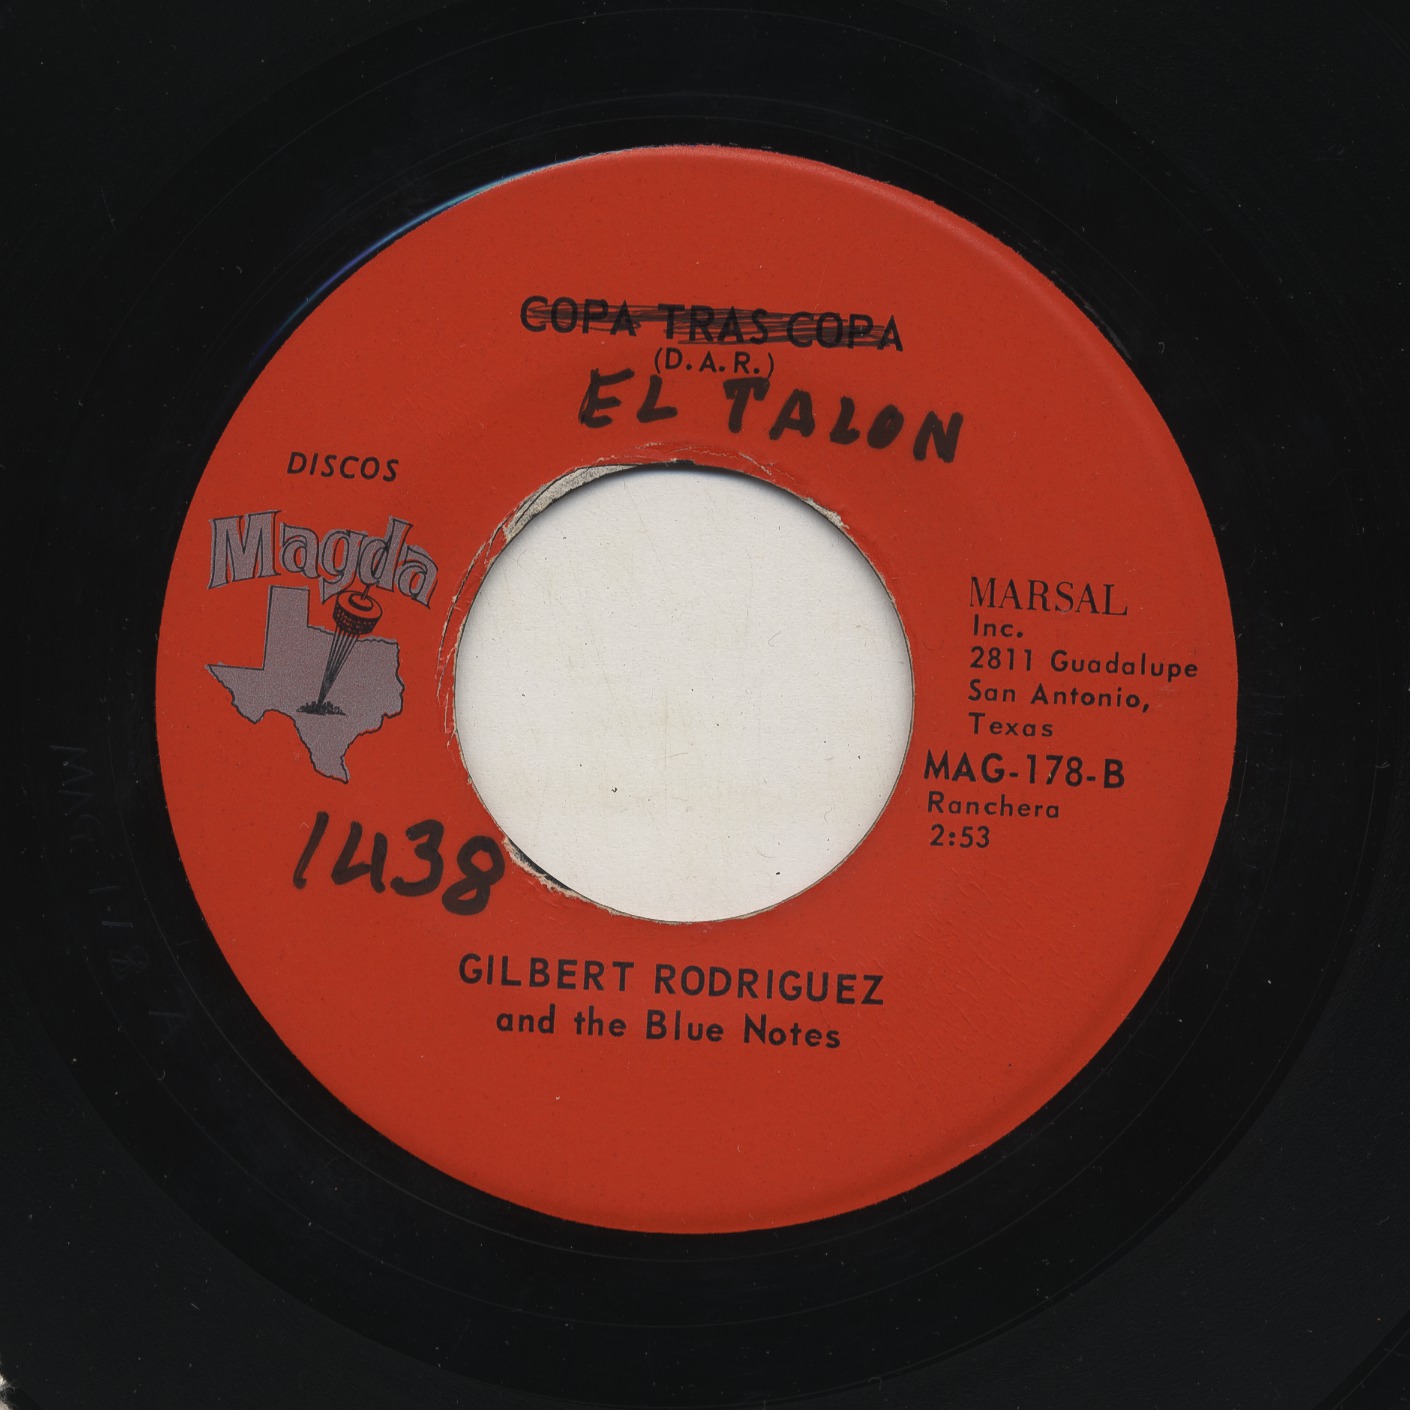 COPA TRAS COPA
(D.A.R.)
EL TALON
DISCOS
Magda
MARSAL
Inc.
2811 Guadalupe
San Antonio,
Texas
MAG-178-B
Ranchera
2:53
1438
GILBERT RODRIGUEZ
and the Blue Notes